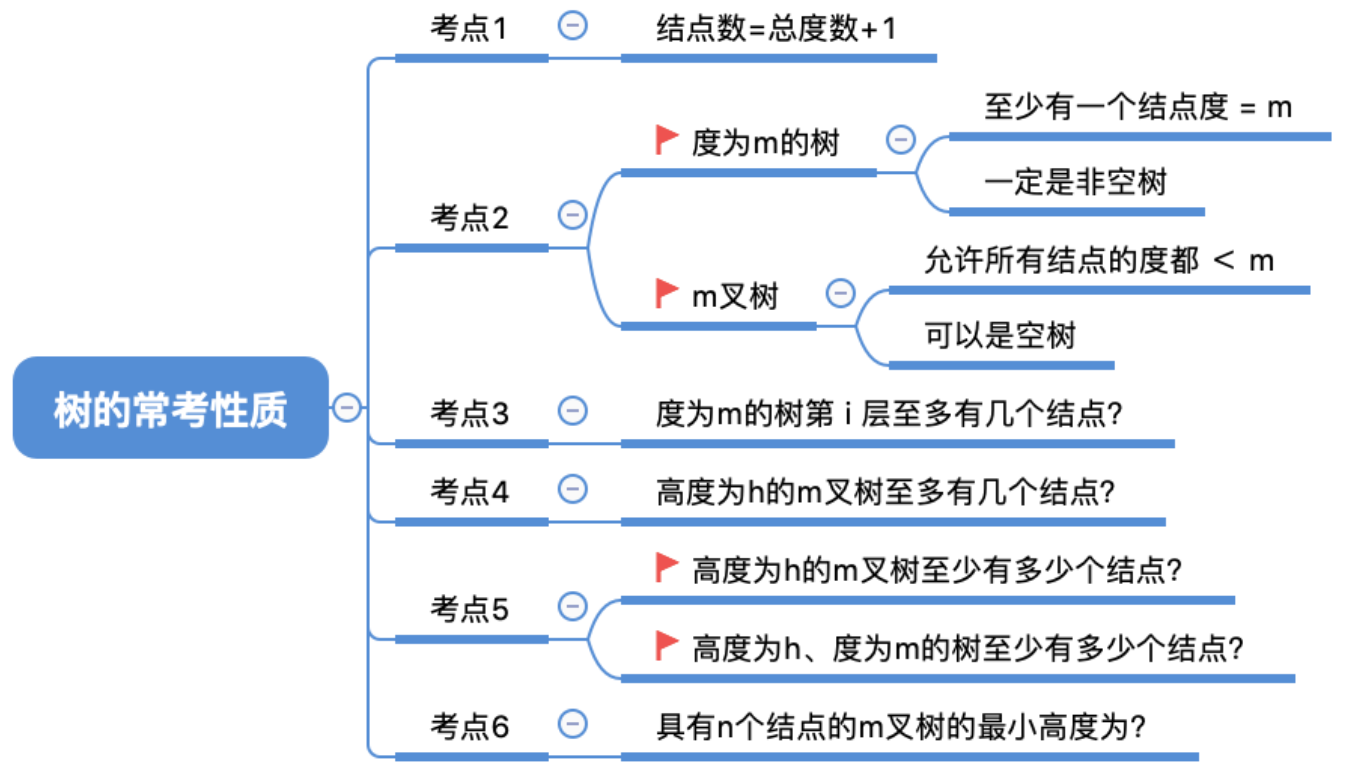 树的常考性质
考点1
结点数=总度数+1
考点2
度为m的树
至少有一个结点度 = m
一定是非空树
m叉树
允许所有结点的度都 < m
可以是空树
考点3
度为m的树第 i 层至多有几个结点?
考点4
高度为h的m叉树至多有几个结点?
考点5
高度为h的m叉树至少有多少个结点?
高度为h、度为m的树至少有多少个结点?
考点6
具有n个结点的m叉树的最小高度为?